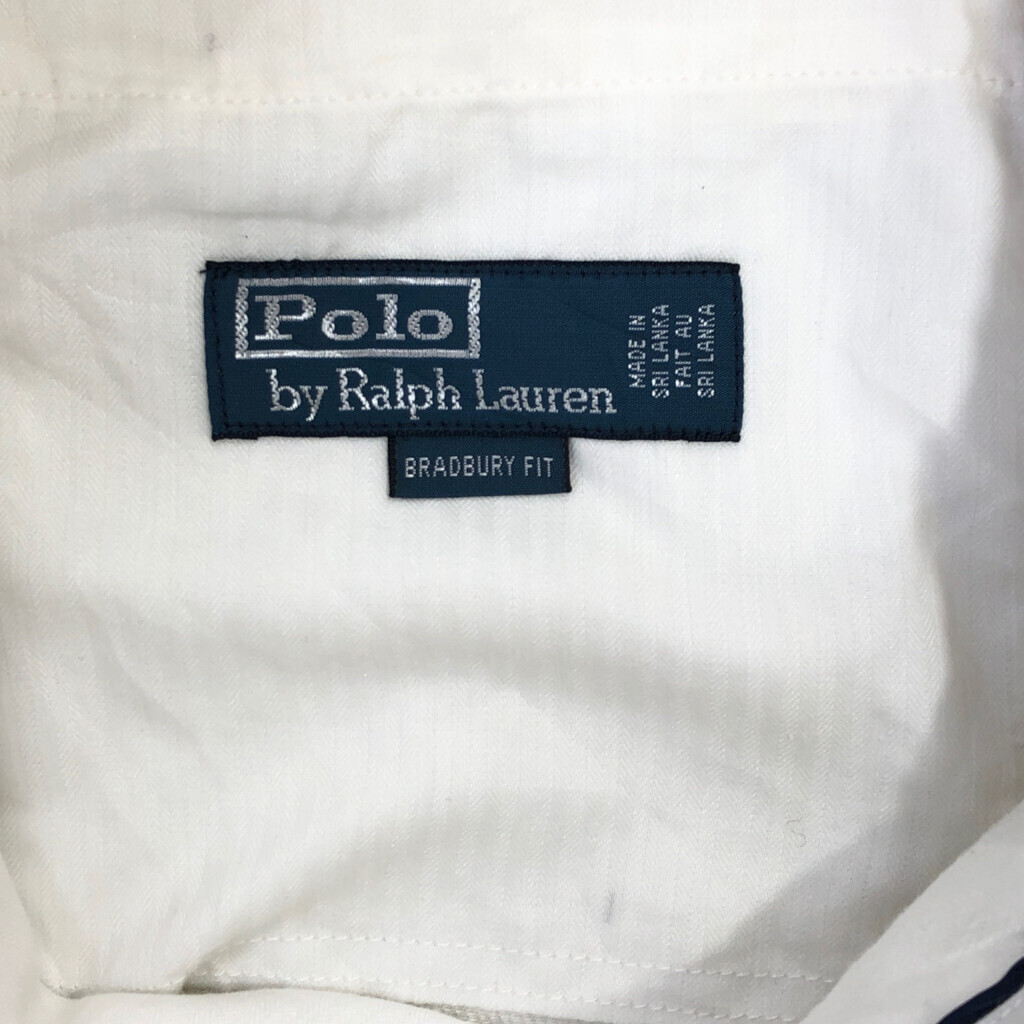 Polo
by Ralph Lauren
MADE IN
SRI LANKA
FAIT AU
SRI LANKA
BRADBURY FIT